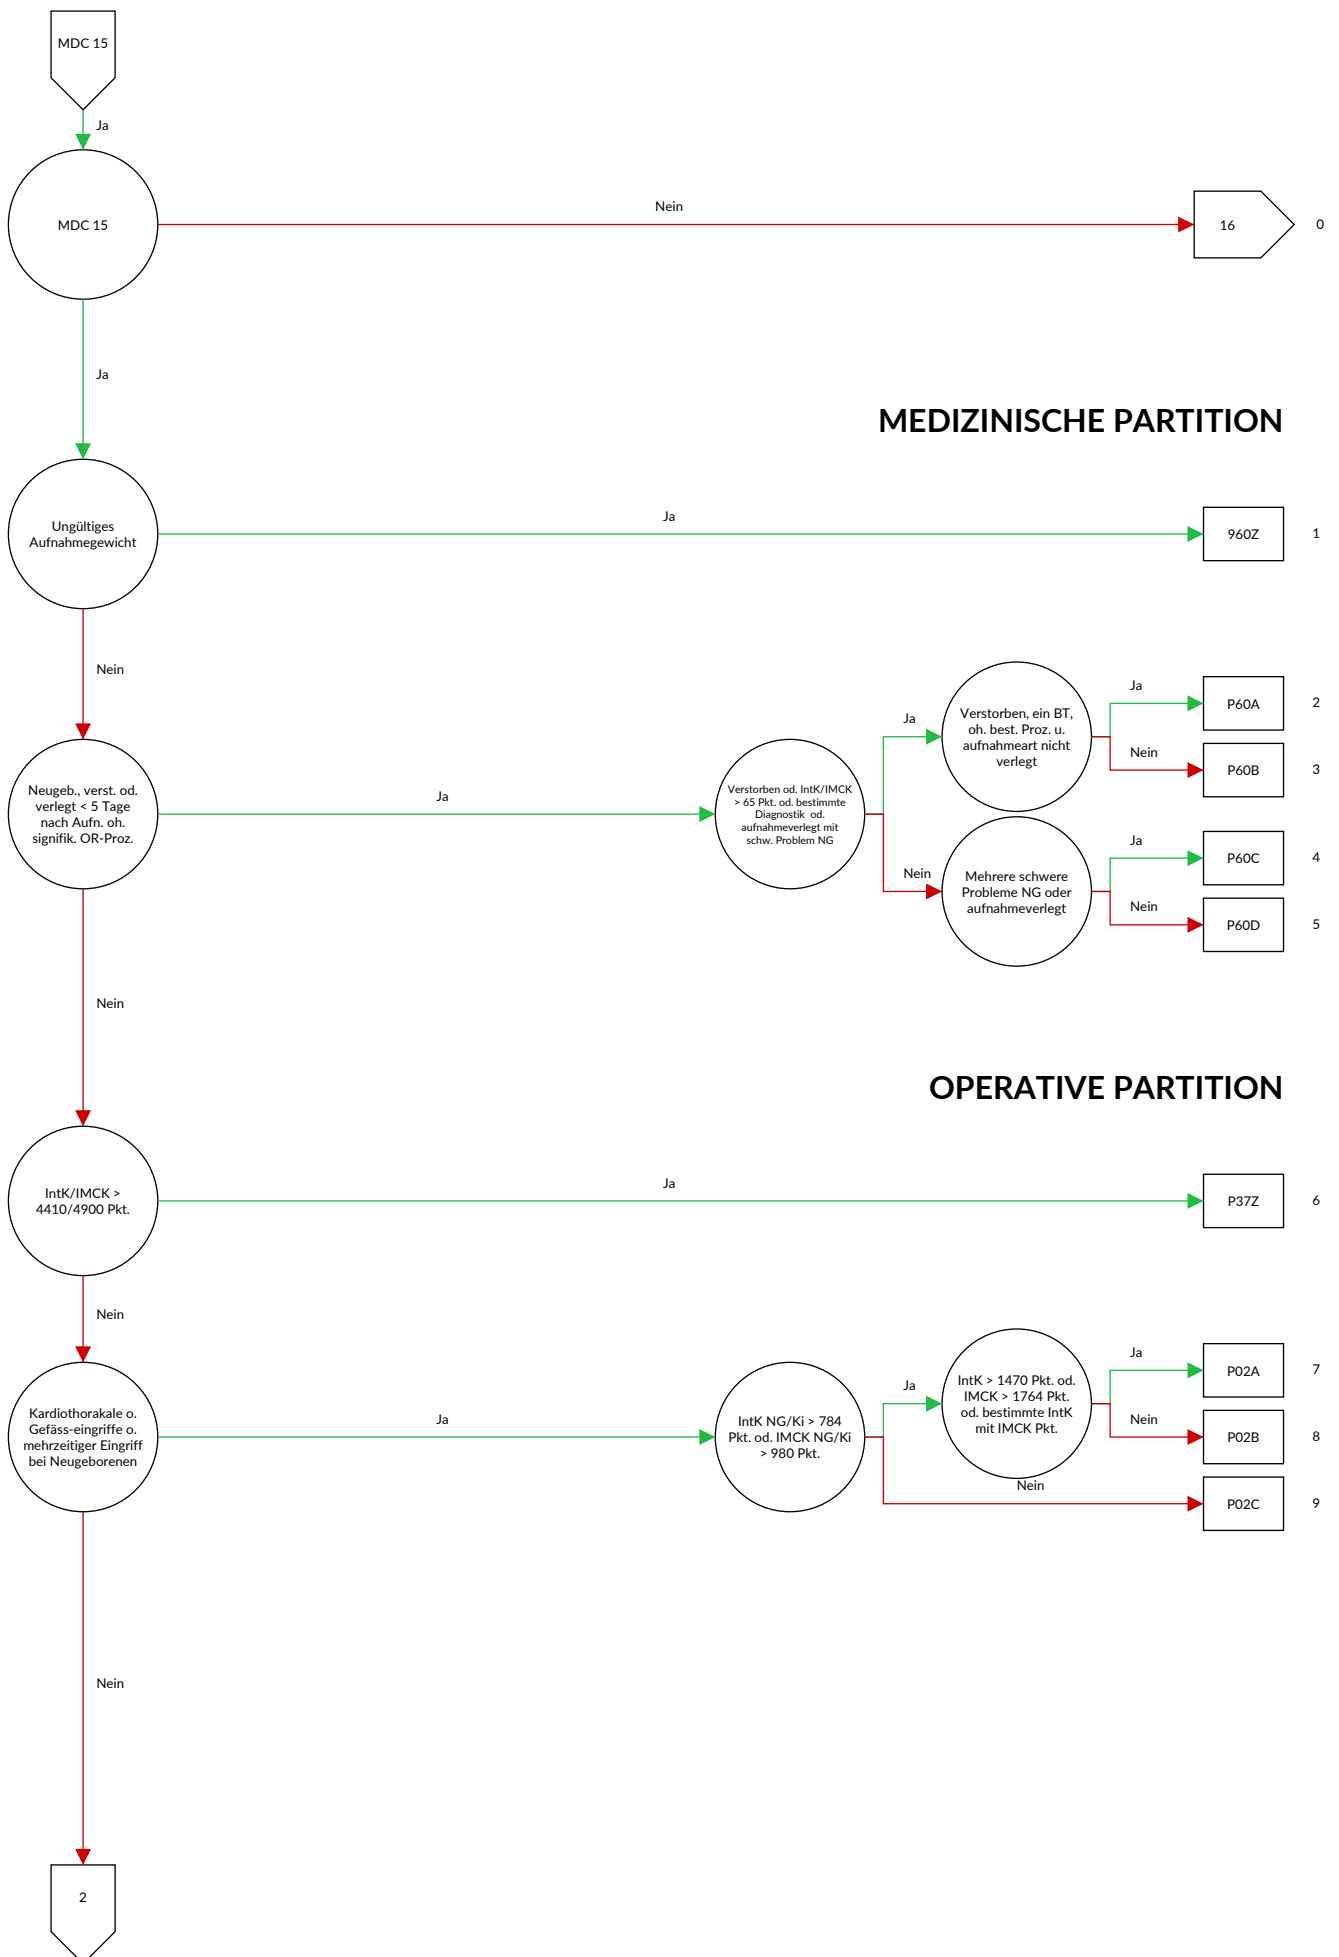 MDC 15
Ja
MDC 15
Nein
16
0
Ja
MEDIZINISCHE PARTITION
Ungültiges
Aufnahmegewicht
Ja
960Z
1
Nein
Neugeb., verst. od.
verlegt < 5 Tage
nach Aufn. oh.
signifik. OR-Proz.
Ja
Verstorben od. IntK/IMCK
> 65 Pkt. od. bestimmte
Diagnostik od.
aufnahmeverlegt mit
schw. Problem NG
Ja
Verstorben, ein BT,
oh. best. Proz. u.
aufnahmeart nicht
verlegt
Ja
P60A
2
Nein
P60B
3
Nein
Mehrere schwere
Probleme NG oder
aufnahmeverlegt
Ja
P60C
4
Nein
P60D
5
Nein
OPERATIVE PARTITION
IntK/IMCK >
4410/4900 Pkt.
Ja
P37Z
6
Nein
Kardiothorakale o.
Gefäss-eingriffe o.
mehrzeitiger Eingriff
bei Neugeborenen
Ja
IntK NG/Ki > 784
Pkt. od. IMCK NG/Ki
> 980 Pkt.
Ja
IntK > 1470 Pkt. od.
IMCK > 1764 Pkt.
od. bestimmte IntK
mit IMCK Pkt.
Ja
P02A
7
Nein
P02B
8
Nein
P02C
9
Nein
2